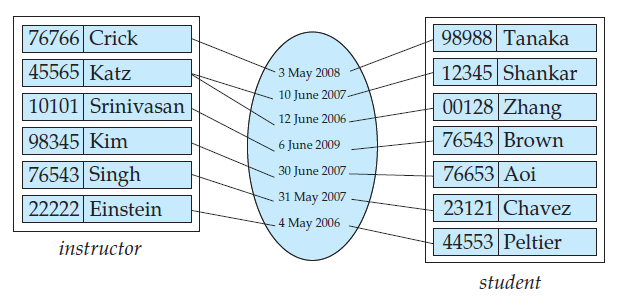 76766 Crick
45565 Katz
10101 Srinivasan
98345 Kim
76543 Singh
22222 Einstein
instructor
3 May 2008
10 June 2007
12 June 2006
6 June 2009
30 June 2007
31 May 2007
4 May 2006
98988 Tanaka
12345 Shankar
00128 Zhang
76543 Brown
76653 Aoi
23121 Chavez
44553 Peltier
student